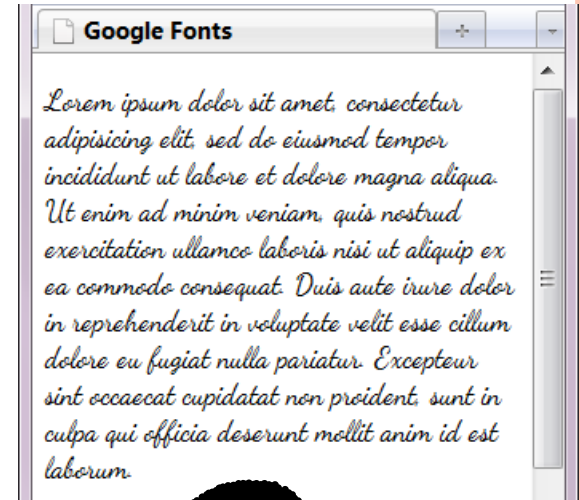 Google Fonts
Lorem ipsum dolor sit amet, consectetur
adipisicing elit, sed do eiusmod tempor
incididunt ut labore et dolore magna aliqua.
Ut enim ad minim veniam, quis nostrud
exercitation ullamco laboris nisi ut aliquip ex
ea commodo consequat. Duis aute irure dolor
in reprehenderit in voluptate velit esse cillum
dolore eu fugiat nulla pariatur. Excepteur
sint occaecat cupidatat non proident, sunt in
culpa qui officia deserunt mollit anim id est
laborum.